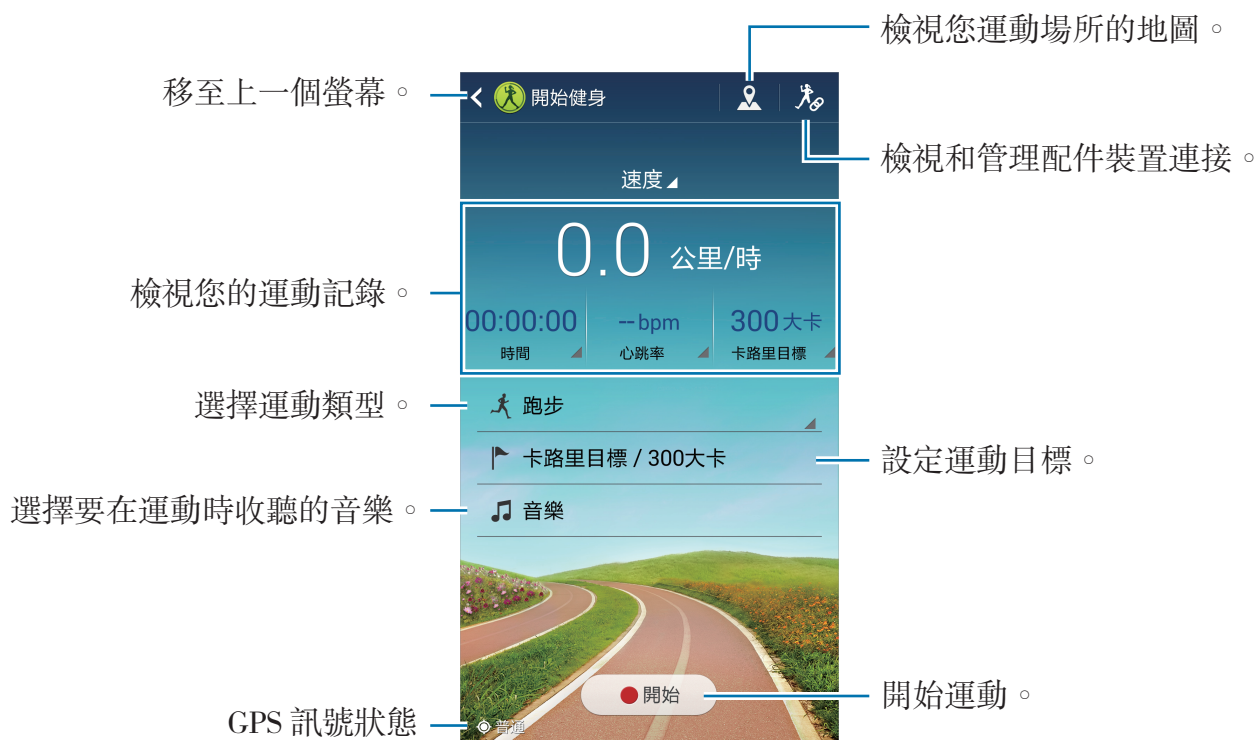 檢視您運動場所的地圖。
移至上一個螢幕。
開始健身
檢視和管理配件裝置連接。
速度
0.0 公里/時
檢視您的運動記錄。
00:00:00 --bpm 300大卡
時間 心跳率 卡路里目標
選擇運動類型。
跑步
卡路里目標 / 300大卡
設定運動目標。
選擇要在運動時收聽的音樂。
音樂
開始
開始運動。
GPS 訊號狀態
普通